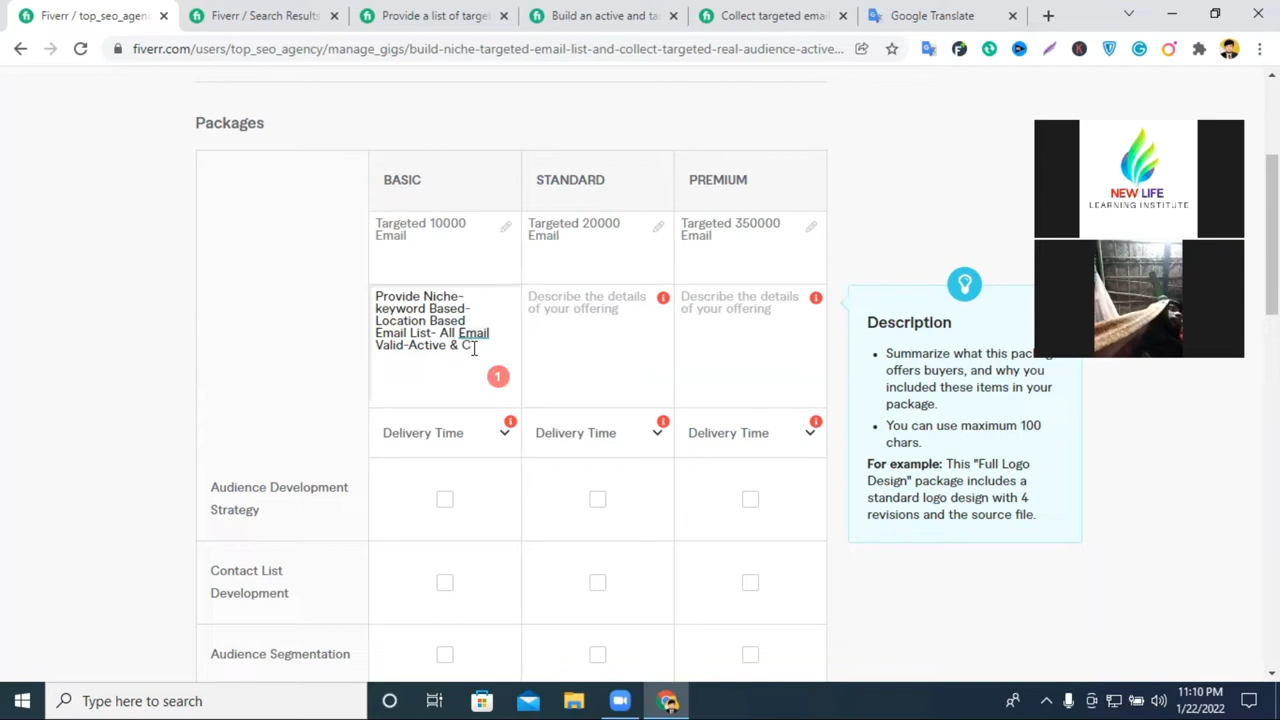 Fiverr / top_seo_agenc
Fiverr / Search Results
Provide a list of targe
Build an active and ta
Collect targeted email
Google Translate
fiverr.com/users/top_seo_agency/manage_gigs/build-niche-targeted-email-list-and-collect-targeted-real-audience-active...
Packages
BASIC
STANDARD
PREMIUM
Targeted 10000
Email
Targeted 20000
Email
Targeted 350000
Email
Provide Niche-
keyword Based-
Location Based
Email List- All Email
Valid-Active & C
1
Describe the details
of your offering
Describe the details
of your offering
Delivery Time
Delivery Time
Delivery Time
Audience Development
Strategy
Contact List
Development
Audience Segmentation
Description
Summarize what this packag
offers buyers, and why you
included these items in your
package.
You can use maximum 100
chars.
For example: This "Full Logo
Design" package includes a
standard logo design with 4
revisions and the source file.
NEW LIFE
LEARNING INSTITUTE
Type here to search
11:10 PM
1/22/2022